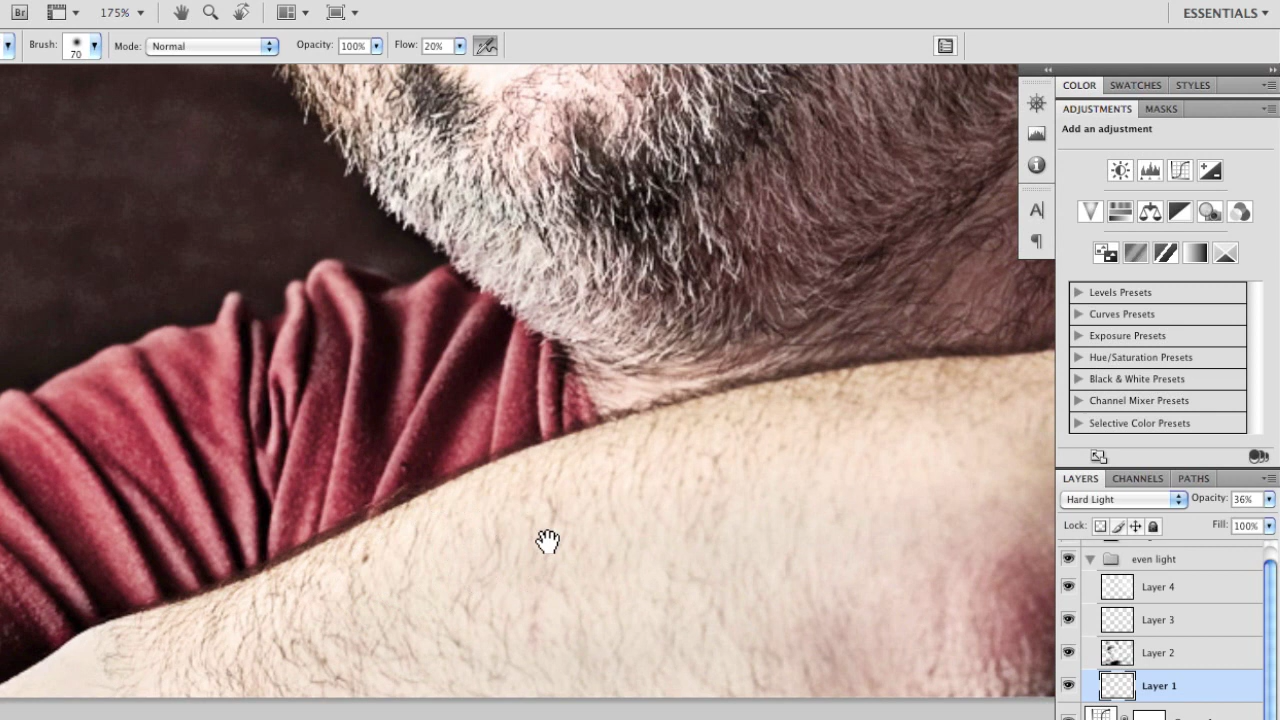 Br 175% ESSENTIALS
Brush: 70 Mode: Normal Opacity: 100% Flow: 20%
COLOR SWATCHES STYLES
ADJUSTMENTS MASKS
Add an adjustment
A
Levels Presets
Curves Presets
Exposure Presets
Hue/Saturation Presets
Black & White Presets
Channel Mixer Presets
Selective Color Presets
LAYERS CHANNELS PATHS
Hard Light Opacity: 36%
Lock: Fill: 100%
even light
Layer 4
Layer 3
Layer 2
Layer 1